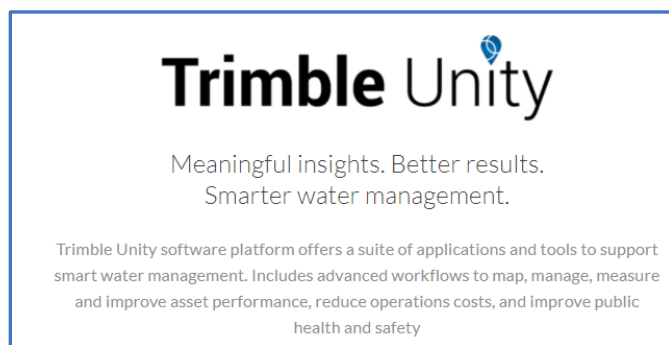 Trimble Unity
Meaningful insights. Better results.
Smarter water management.
Trimble Unity software platform offers a suite of applications and tools to support
smart water management. Includes advanced workflows to map, manage, measure
and improve asset performance, reduce operations costs, and improve public
health and safety